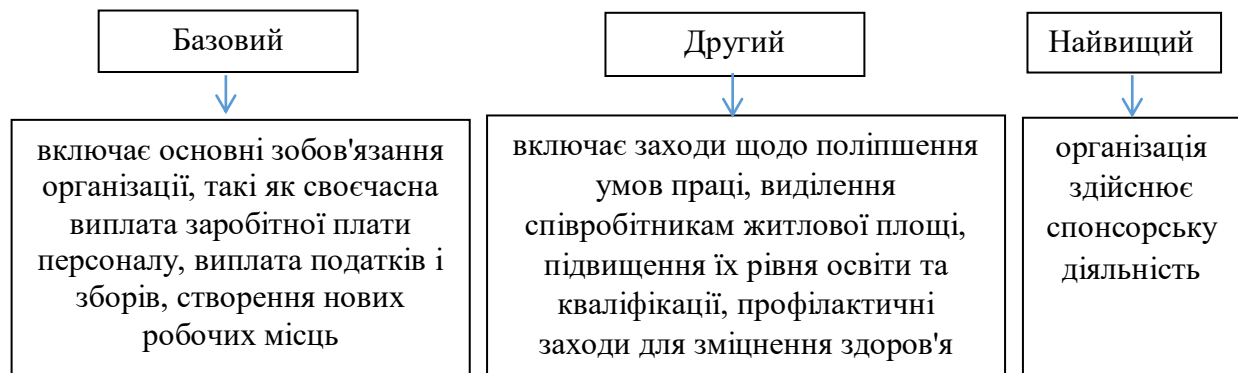 Базовий
включає основні зобов'язання
організації, такі як своєчасна
виплата заробітної плати
персоналу, виплата податків і
зборів, створення нових
робочих місць
Другий
включає заходи щодо поліпшення
умов праці, виділення
співробітникам житлової площі,
підвищення їх рівня освіти та
кваліфікації, профілактичні
заходи для зміцнення здоров'я
Найвищий
організація
здійснює
спонсорську
діяльність